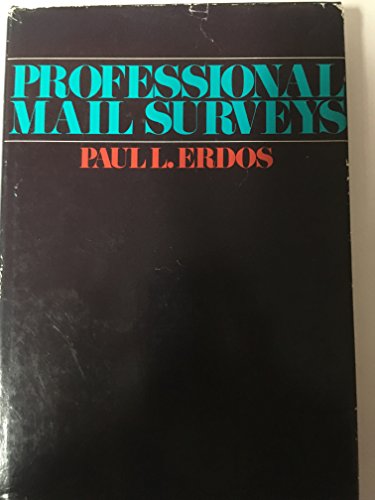 PROFESSIONAL
MAIL SURVEYS
PAUL L. ERDOS